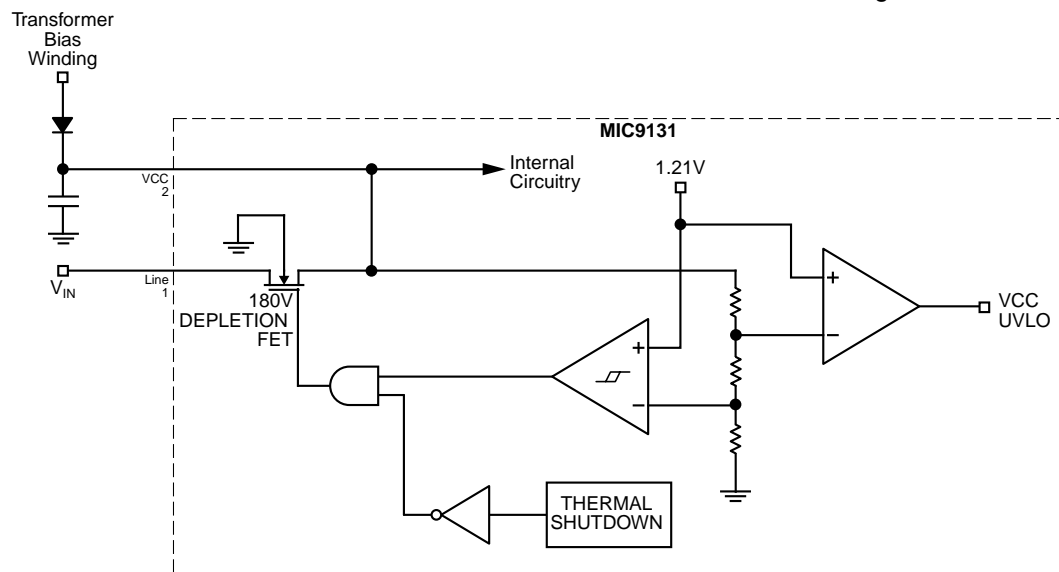 Transformer
Bias
Winding
MIC9131
VCC
2
Internal
Circuitry
1.21V
Line
1
VIN
180V
DEPLETION
FET
+
−
+
−
VCC
UVLO
THERMAL
SHUTDOWN